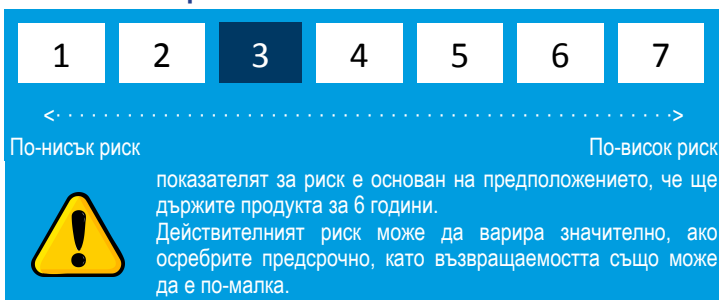 1 2 3 4 5 6 7
<· · · · · · · · · · · · · · · · · · · · · · · · · · · · · · · · · · · · · · · · · · · · · · · · · · · · · ·>
По-нисък риск По-висок риск
показателят за риск е основан на предположението, че ще
държите продукта за 6 години.
Действителният риск може да варира значително, ако
осребрите предсрочно, като възвращаемостта също може
да е по-малка.